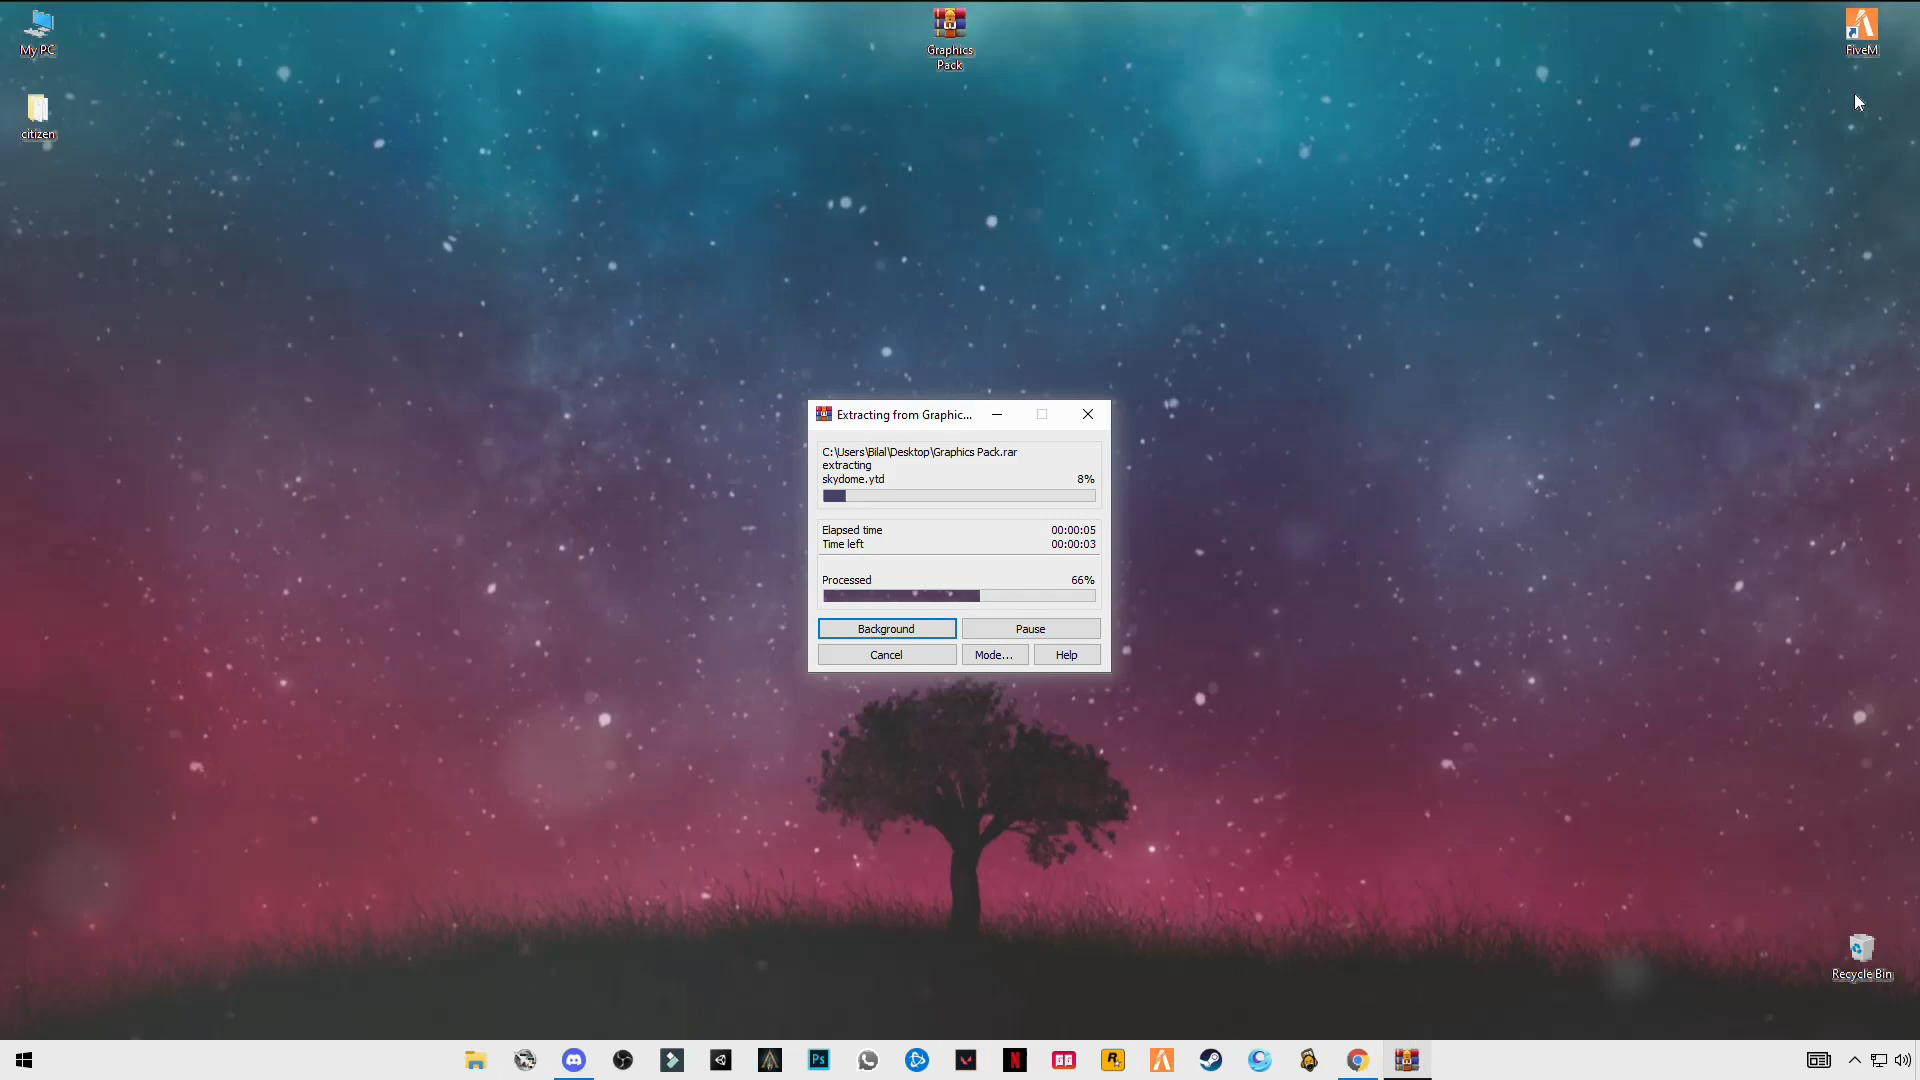 My PC
Graphics
Pack
FiveM
citizen
Extracting from Graphic...
C:\Users\Bilal\Desktop\Graphics Pack.rar
extracting
skydome.ytd 8%
Elapsed time 00:00:05
Time left 00:00:03
Processed 66%
Background Pause
Cancel Mode... Help
Recycle Bin
Ps
N
GG
R